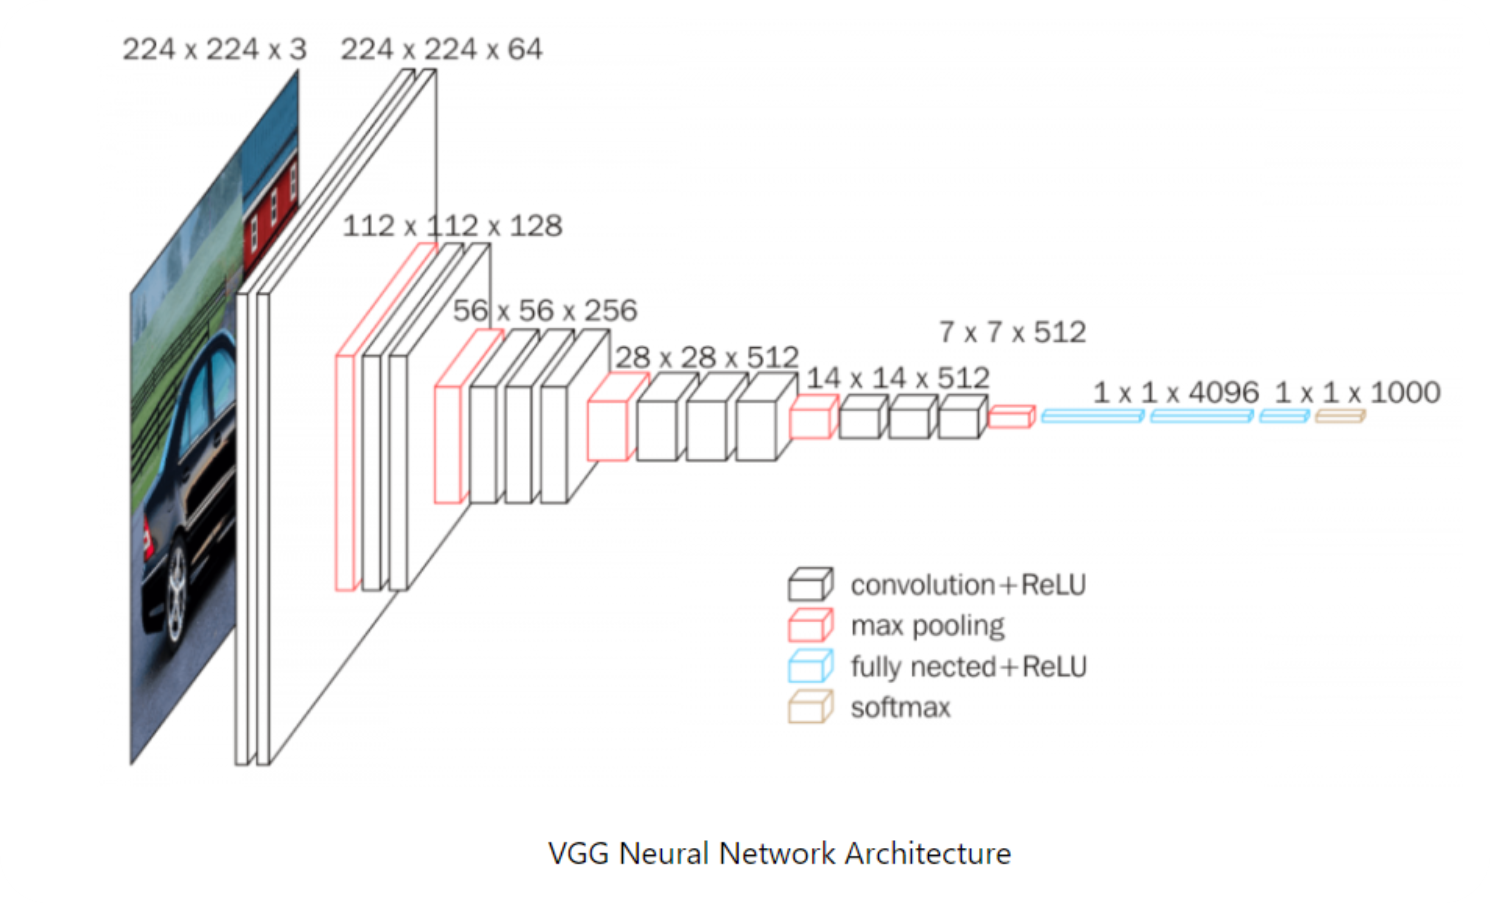 224 x 224 x 3
224 x 224 x 64
112 x 112 x 128
56 x 56 x 256
28 x 28 x 512
14 x 14 x 512
7 x 7 x 512
1 x 1 x 4096
1 x 1 x 1000
convolution+ReLU
max pooling
fully nected+ReLU
softmax
VGG Neural Network Architecture